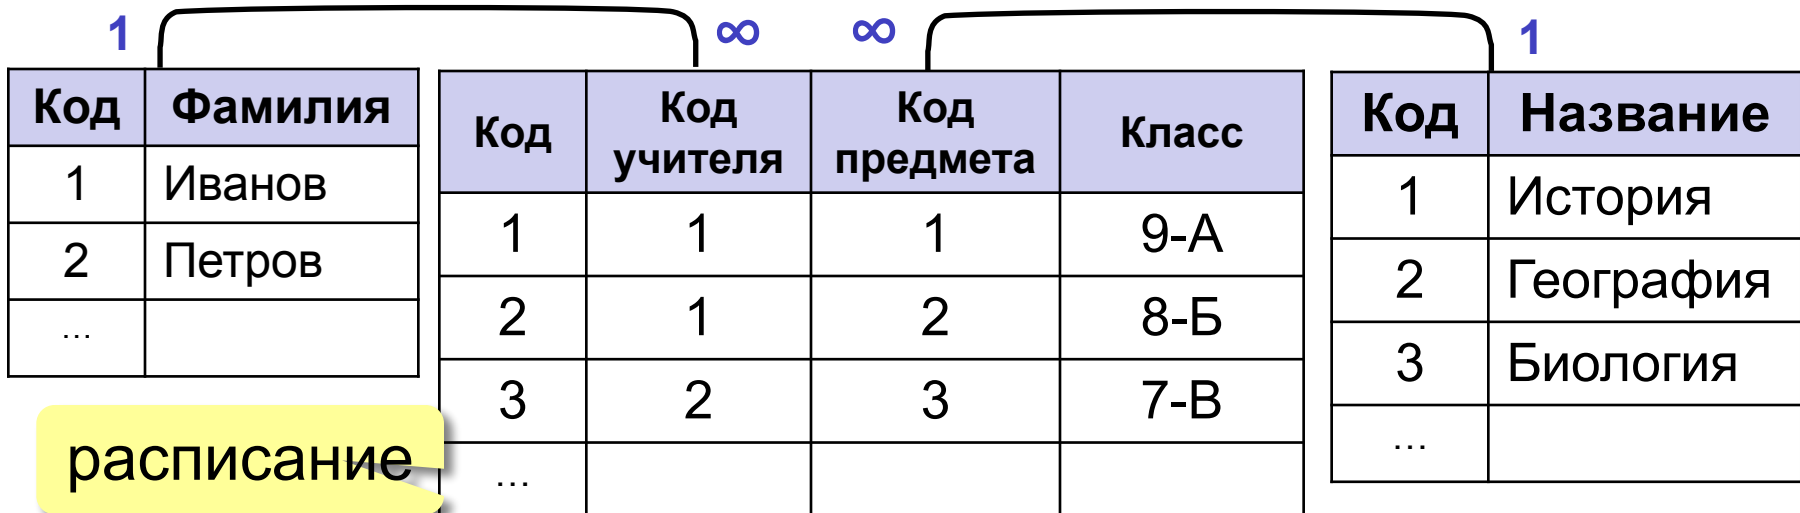 1 ∞ ∞ 1
Код Фамилия
1 Иванов
2 Петров
...
Код Код учителя Код предмета Класс
1 1 1 9-А
2 1 2 8-Б
3 2 3 7-В
...
Код Название
1 История
2 География
3 Биология
...
расписание